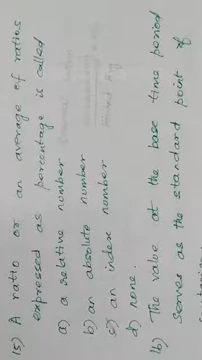 15) A ratio or an average of ratios
expressed as percentage is called
a) a relative number
b) an absolute number
c) an index number
d) none.
16) The value at the base time period
serves as the standard point of